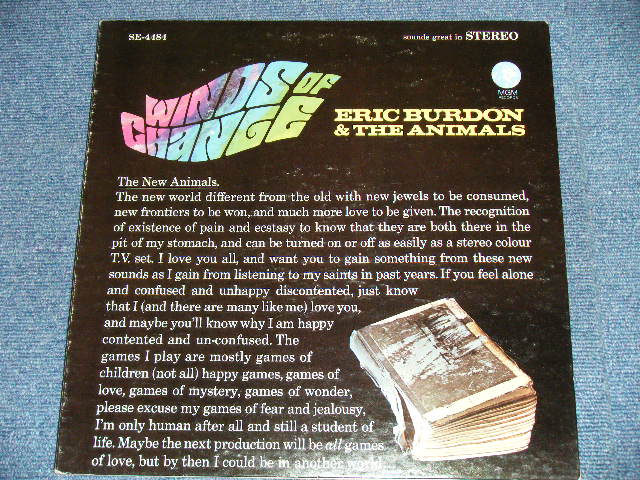 SE-4484
sounds great in STEREO
MGM
RECORDS
WINDS OF
CHANGE
ERIC BURDON
& THE ANIMALS
The New Animals.
The new world different from the old with new jewels to be consumed,
new frontiers to be won, and much more love to be given. The recognition
of existence of pain and ecstasy to know that they are both there in the
pit of my stomach, and can be turned on or off as easily as a stereo colour
T.V. set. I love you all, and want you to gain something from these new
sounds as I gain from listening to my saints in past years. If you feel alone
and confused and unhappy discontented, just know
that I (and there are many like me) love you,
and maybe you'll know why I am happy
contented and un-confused. The
games I play are mostly games of
children (not all) happy games, games of
love, games of mystery, games of wonder,
please excuse my games of fear and jealousy,
I'm only human after all and still a student of
life. Maybe the next production will be all games
of love, but by then I could be in another world...